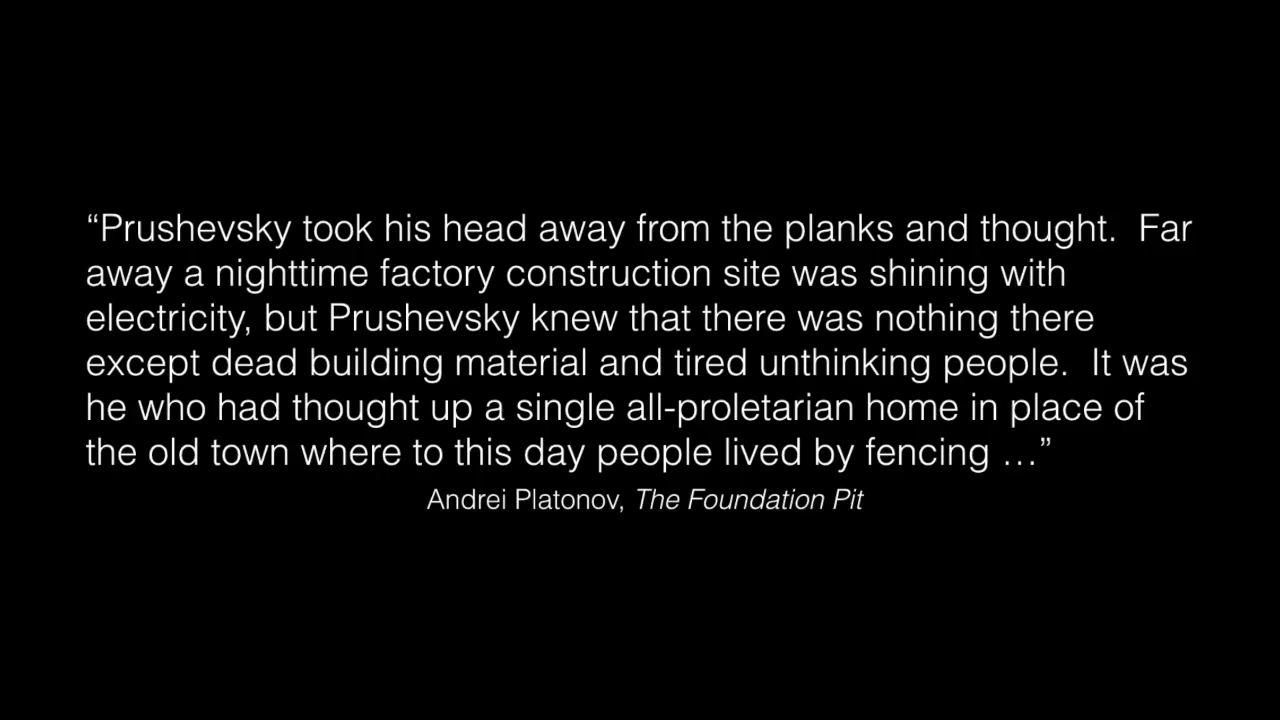 “Prushevsky took his head away from the planks and thought.  Far
away a nighttime factory construction site was shining with
electricity, but Prushevsky knew that there was nothing there
except dead building material and tired unthinking people.  It was
he who had thought up a single all-proletarian home in place of
the old town where to this day people lived by fencing …”
Andrei Platonov, The Foundation Pit